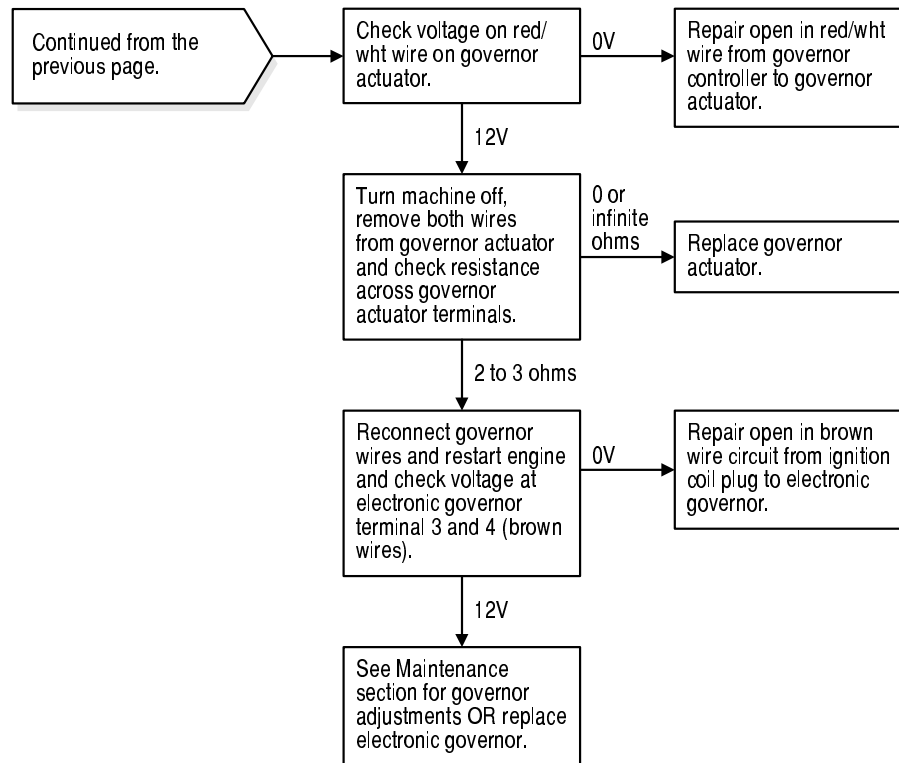 Continued from the
previous page.
Check voltage on red/
wht wire on governor
actuator.
0V
Repair open in red/wht
wire from governor
controller to governor
actuator.
12V
Turn machine off,
remove both wires
from governor actuator
and check resistance
across governor
actuator terminals.
0 or
infinite
ohms
Replace governor
actuator.
2 to 3 ohms
Reconnect governor
wires and restart engine
and check voltage at
electronic governor
terminal 3 and 4 (brown
wires).
0V
Repair open in brown
wire circuit from ignition
coil plug to electronic
governor.
12V
See Maintenance
section for governor
adjustments OR replace
electronic governor.